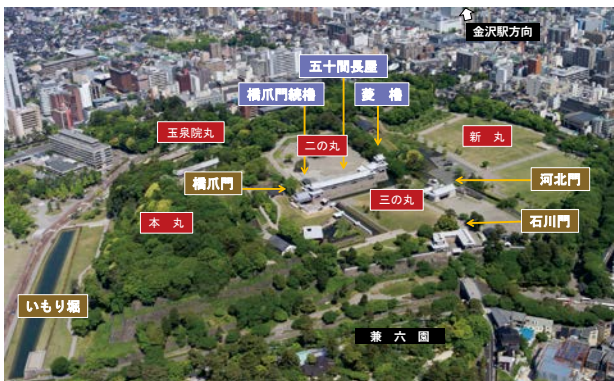 金沢駅方向
五十間長屋
橋爪門続櫓
菱 櫓
玉泉院丸
二の丸
新 丸
橋爪門
河北門
三の丸
本 丸
石川門
いもり堀
兼 六 園